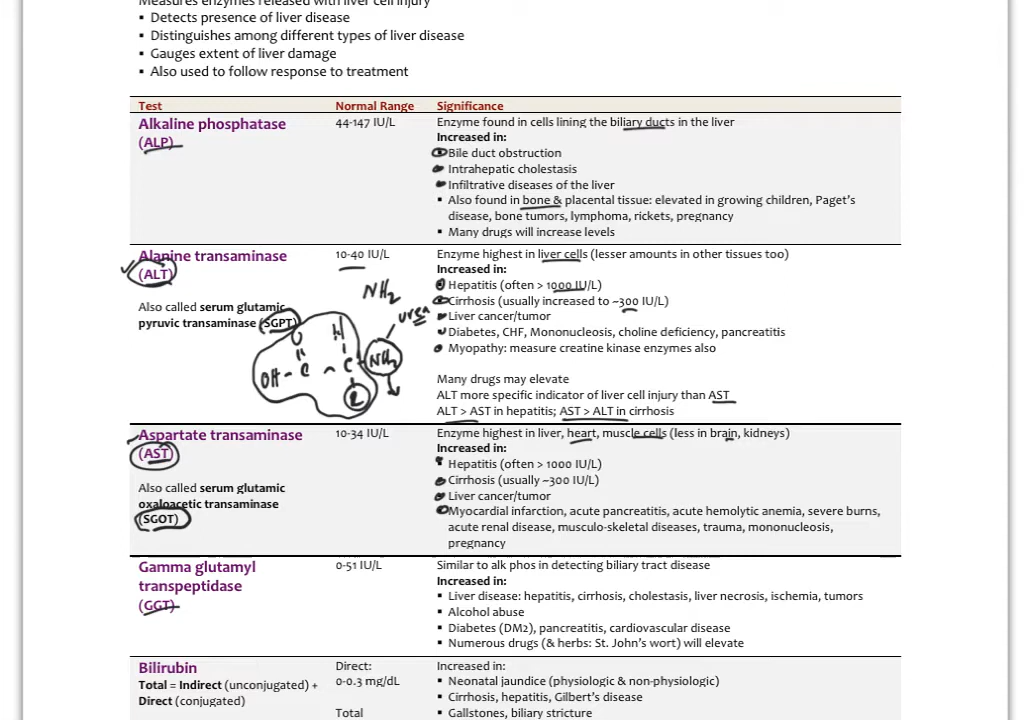 Measures enzymes released with liver cell injury
▪ Detects presence of liver disease
▪ Distinguishes among different types of liver disease
▪ Gauges extent of liver damage
▪ Also used to follow response to treatment
Test Normal Range Significance
Alkaline phosphatase 44-147 IU/L Enzyme found in cells lining the biliary ducts in the liver
(ALP) Increased in:
Bile duct obstruction
Intrahepatic cholestasis
Infiltrative diseases of the liver
▪ Also found in bone & placental tissue: elevated in growing children, Paget's
disease, bone tumors, lymphoma, rickets, pregnancy
▪ Many drugs will increase levels
Alanine transaminase 10-40 IU/L Enzyme highest in liver cells (lesser amounts in other tissues too)
(ALT) Increased in:
Hepatitis (often > 1000 IU/L)
NH2
Cirrhosis (usually increased to ~300 IU/L)
Also called serum glutamic
pyruvic transaminase (SGPT)
urea
Liver cancer/tumor
Diabetes, CHF, Mononucleosis, choline deficiency, pancreatitis
Myopathy: measure creatine kinase enzymes also
O H
OH - C - C - NH2
R
Many drugs may elevate
ALT more specific indicator of liver cell injury than AST
ALT > AST in hepatitis; AST > ALT in cirrhosis
Aspartate transaminase 10-34 IU/L Enzyme highest in liver, heart, muscle cells (less in brain, kidneys)
(AST) Increased in:
Hepatitis (often > 1000 IU/L)
Cirrhosis (usually ~300 IU/L)
Also called serum glutamic
oxaloacetic transaminase
(SGOT)
Liver cancer/tumor
Myocardial infarction, acute pancreatitis, acute hemolytic anemia, severe burns,
acute renal disease, musculo-skeletal diseases, trauma, mononucleosis,
pregnancy
Gamma glutamyl 0-51 IU/L Similar to alk phos in detecting biliary tract disease
transpeptidase Increased in:
(GGT)
▪ Liver disease: hepatitis, cirrhosis, cholestasis, liver necrosis, ischemia, tumors
▪ Alcohol abuse
▪ Diabetes (DM2), pancreatitis, cardiovascular disease
▪ Numerous drugs (& herbs: St. John's wort) will elevate
Bilirubin Direct: Increased in:
Total = Indirect (unconjugated) + 0-0.3 mg/dL ▪ Neonatal jaundice (physiologic & non-physiologic)
Direct (conjugated) ▪ Cirrhosis, hepatitis, Gilbert's disease
Total ▪ Gallstones, biliary stricture